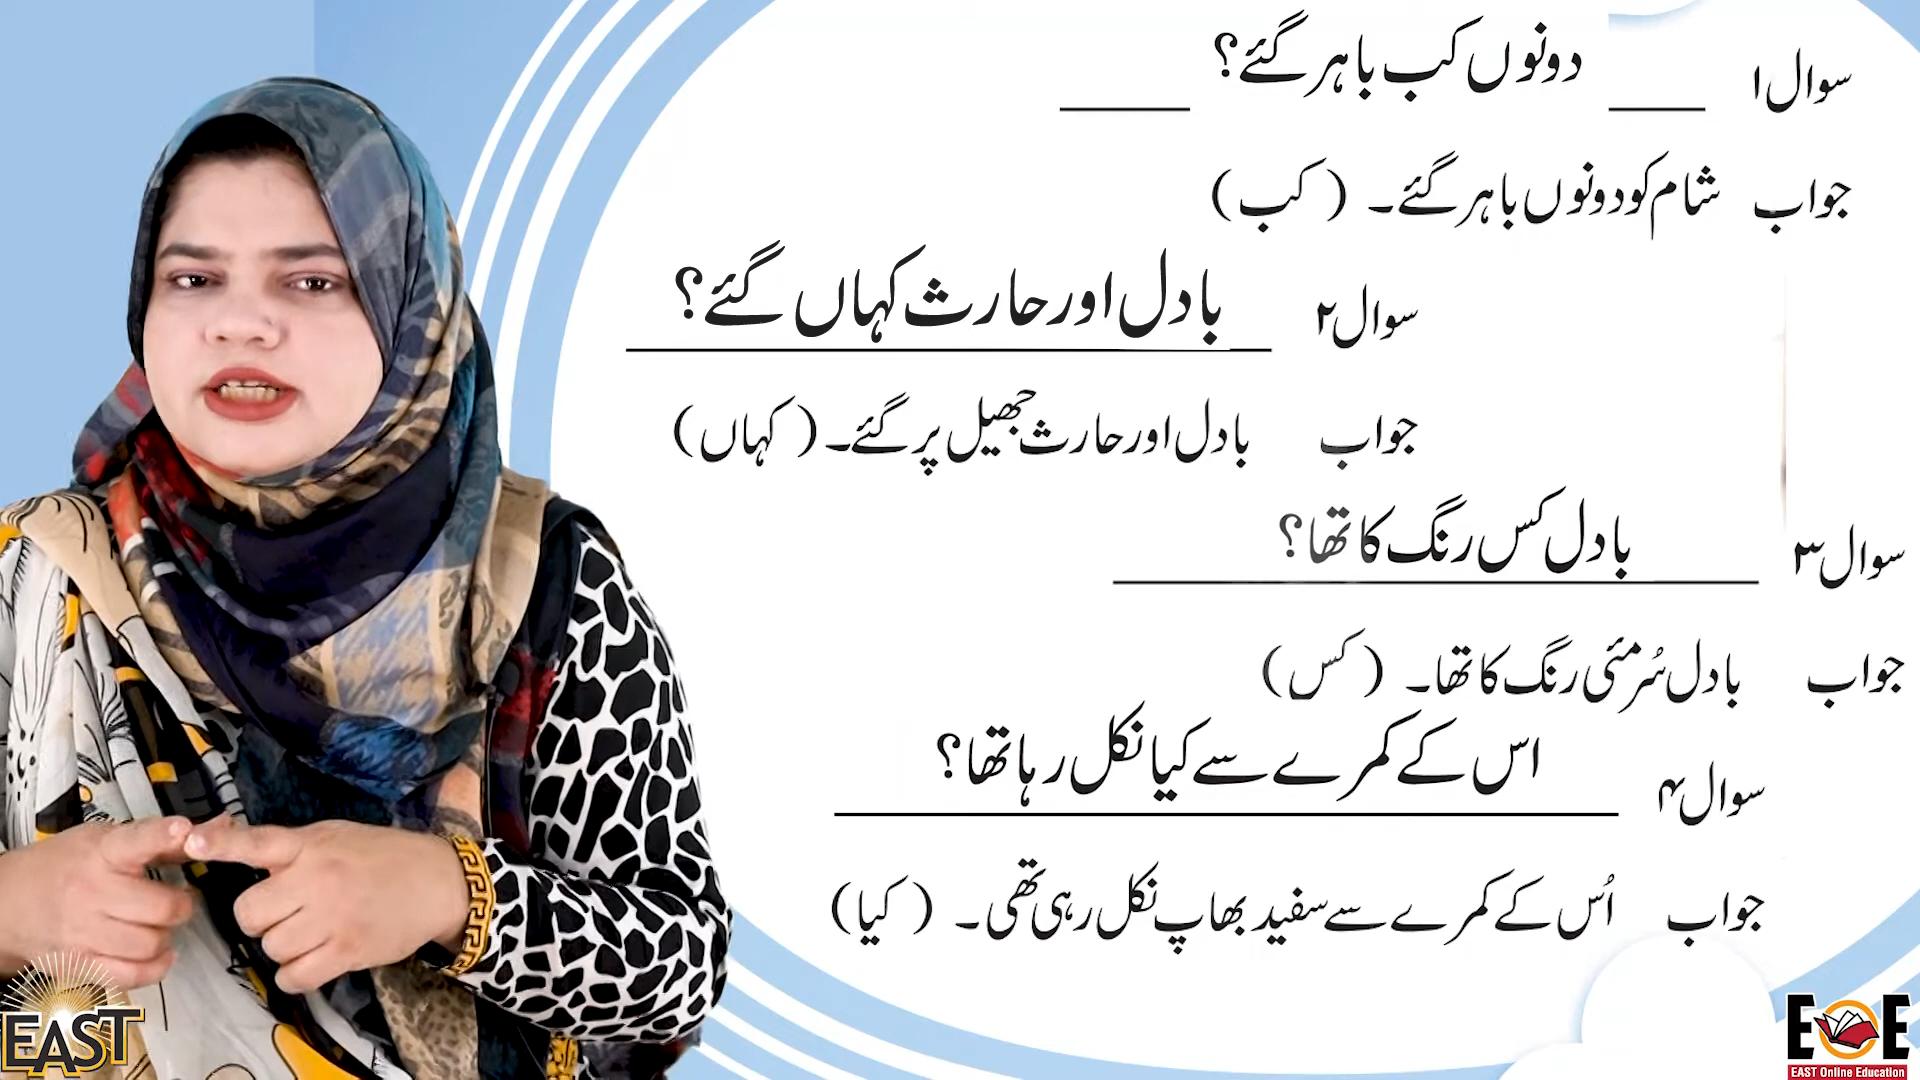 سوال ۱ دونوں کب باہر گئے؟
جواب شام کو دونوں باہر گئے۔ (کب)
سوال ۲ بادل اور حارث کہاں گئے؟
جواب بادل اور حارث جھیل پر گئے۔ (کہاں)
سوال ۳ بادل کس رنگ کا تھا؟
جواب بادل سُرمئی رنگ کا تھا۔ (کس)
سوال ۴ اس کے کمرے سے کیا نکل رہا تھا؟
جواب اُس کے کمرے سے سفید بھاپ نکل رہی تھی۔ (کیا)
EAST
EOE
EAST Online Education